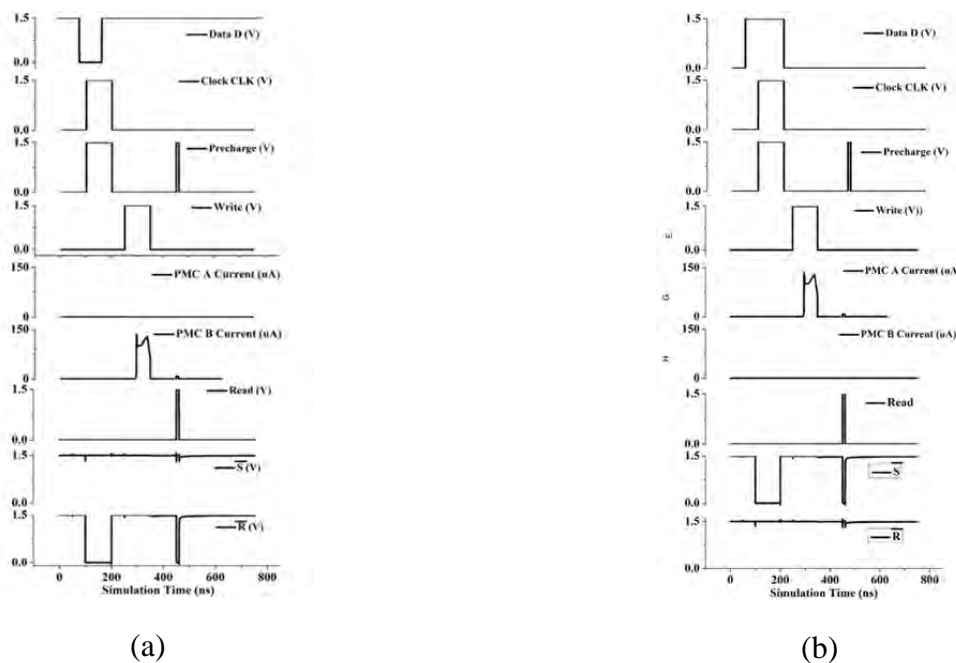 1.5
Data D (V)
0.0
1.5
Clock CLK (V)
0.0
1.5
Precharge (V)
0.0
1.5
Write (V)
0.0
150
PMC A Current (uA)
0
150
PMC B Current (uA)
0
1.5
Read (V)
0.0
1.5
S (V)
0.0
1.5
R (V)
0.0
0 200 400 600 800
Simulation Time (ns)
(a)
1.5
Data D (V)
0.0
1.5
Clock CLK (V)
0.0
1.5
Precharge (V)
0.0
1.5
Write (V))
E
0.0
150
PMC A Current (uA)
G
0
150
PMC B Current (uA)
H
0
1.5
Read
0.0
1.5
S
0.0
1.5
R
1.5
0 200 400 600 800
Simulation Time (ns)
(b)